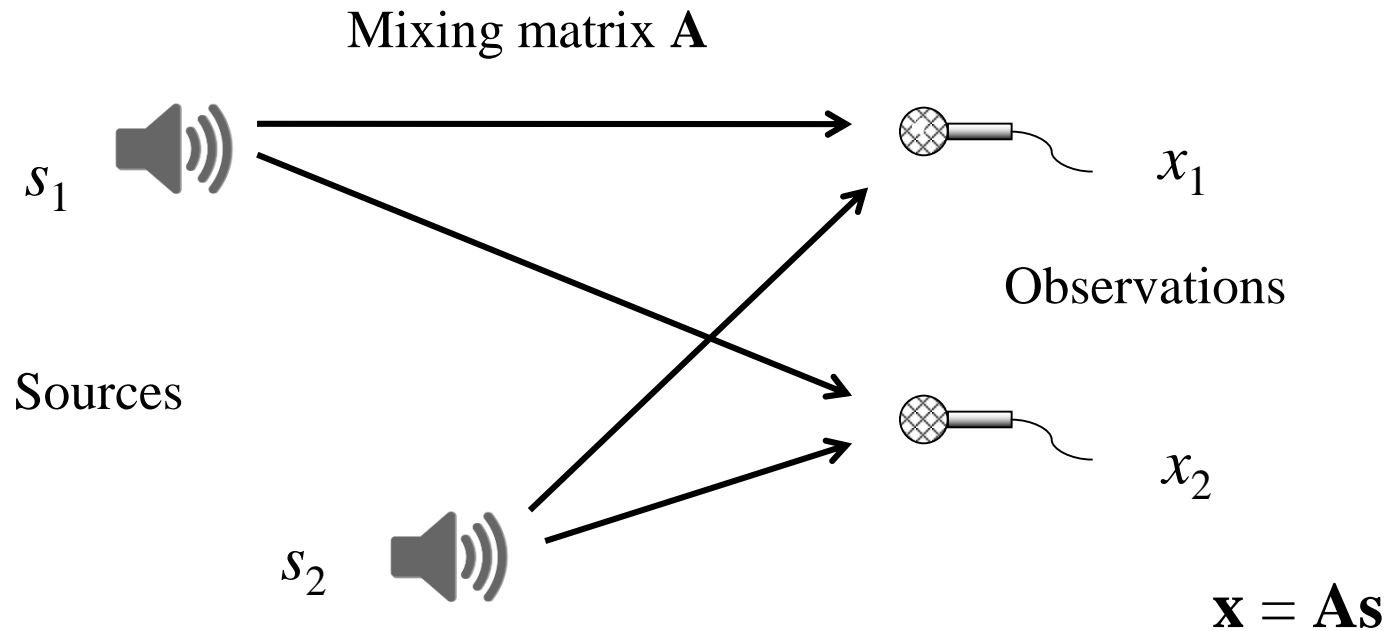 Mixing matrix A
s₁
x₁
Observations
Sources
x₂
s₂
x = As